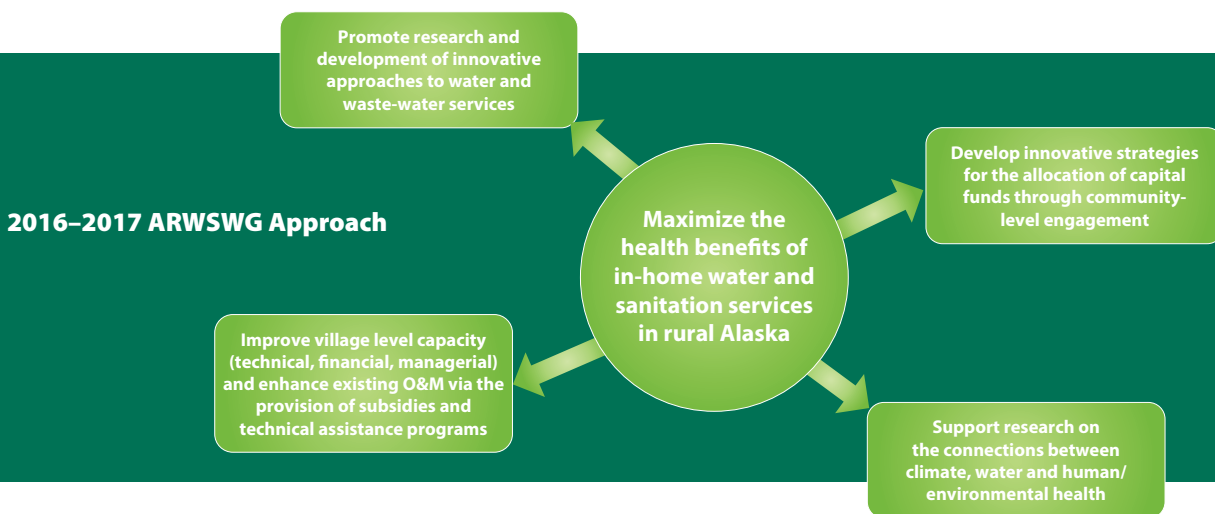 Promote research and
development of innovative
approaches to water and
waste-water services
Develop innovative strategies
for the allocation of capital
funds through community-
level engagement
2016–2017 ARWSWG Approach
Maximize the
health benefits of
in-home water and
sanitation services
in rural Alaska
Improve village level capacity
(technical, financial, managerial)
and enhance existing O&M via the
provision of subsidies and
technical assistance programs
Support research on
the connections between
climate, water and human/
environmental health